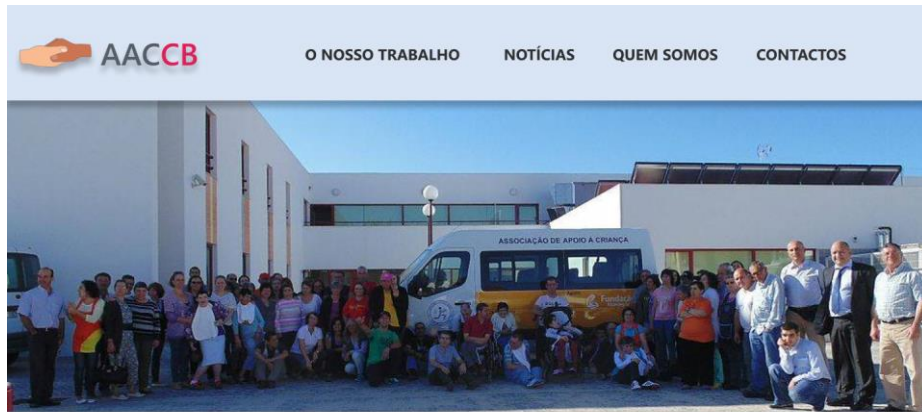 AACCB
O NOSSO TRABALHO
NOTÍCIAS
QUEM SOMOS
CONTACTOS
ASSOCIAÇÃO DE APOIO A CRIANÇA